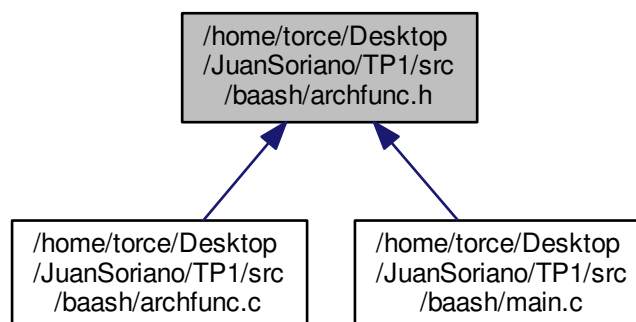 /home/torce/Desktop
/JuanSoriano/TP1/src
/baash/archfunc.h
/home/torce/Desktop
/JuanSoriano/TP1/src
/baash/archfunc.c
/home/torce/Desktop
/JuanSoriano/TP1/src
/baash/main.c